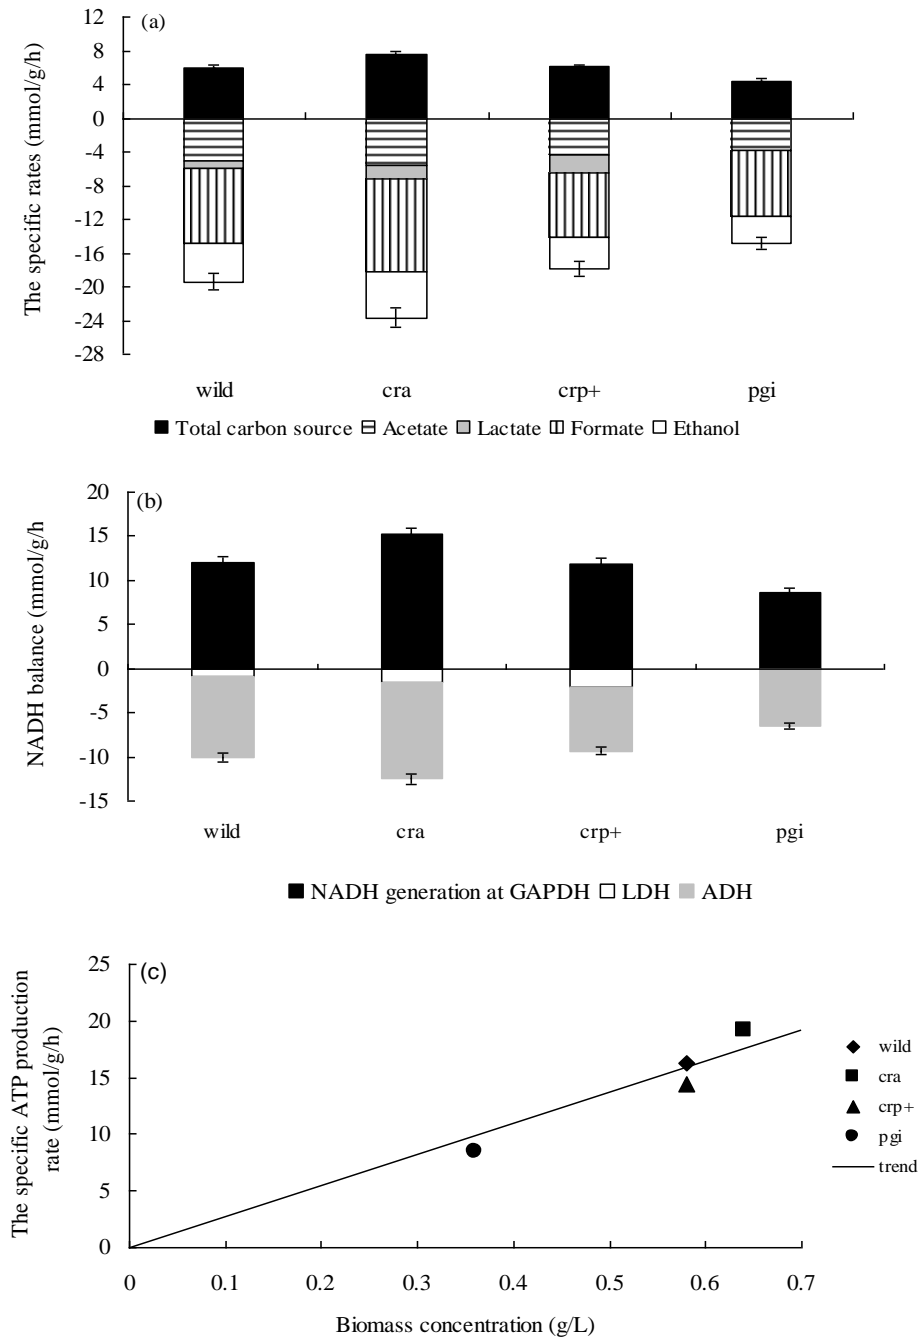 (a)
The specific rates (mmol/g/h)
12
8
4
0
-4
-8
-12
-16
-20
-24
-28
wild cra crp+ pgi
Total carbon source Acetate Lactate Formate Ethanol
(b)
NADH balance (mmol/g/h
20
15
10
5
0
-5
-10
-15
wild cra crp+ pgi
NADH generation at GAPDH LDH ADH
(c)
The specific ATP production
rate (mmol/g/h)
25
20
15
10
5
0
0 0.1 0.2 0.3 0.4 0.5 0.6 0.7
Biomass concentration (g/L)
wild
cra
crp+
pgi
trend